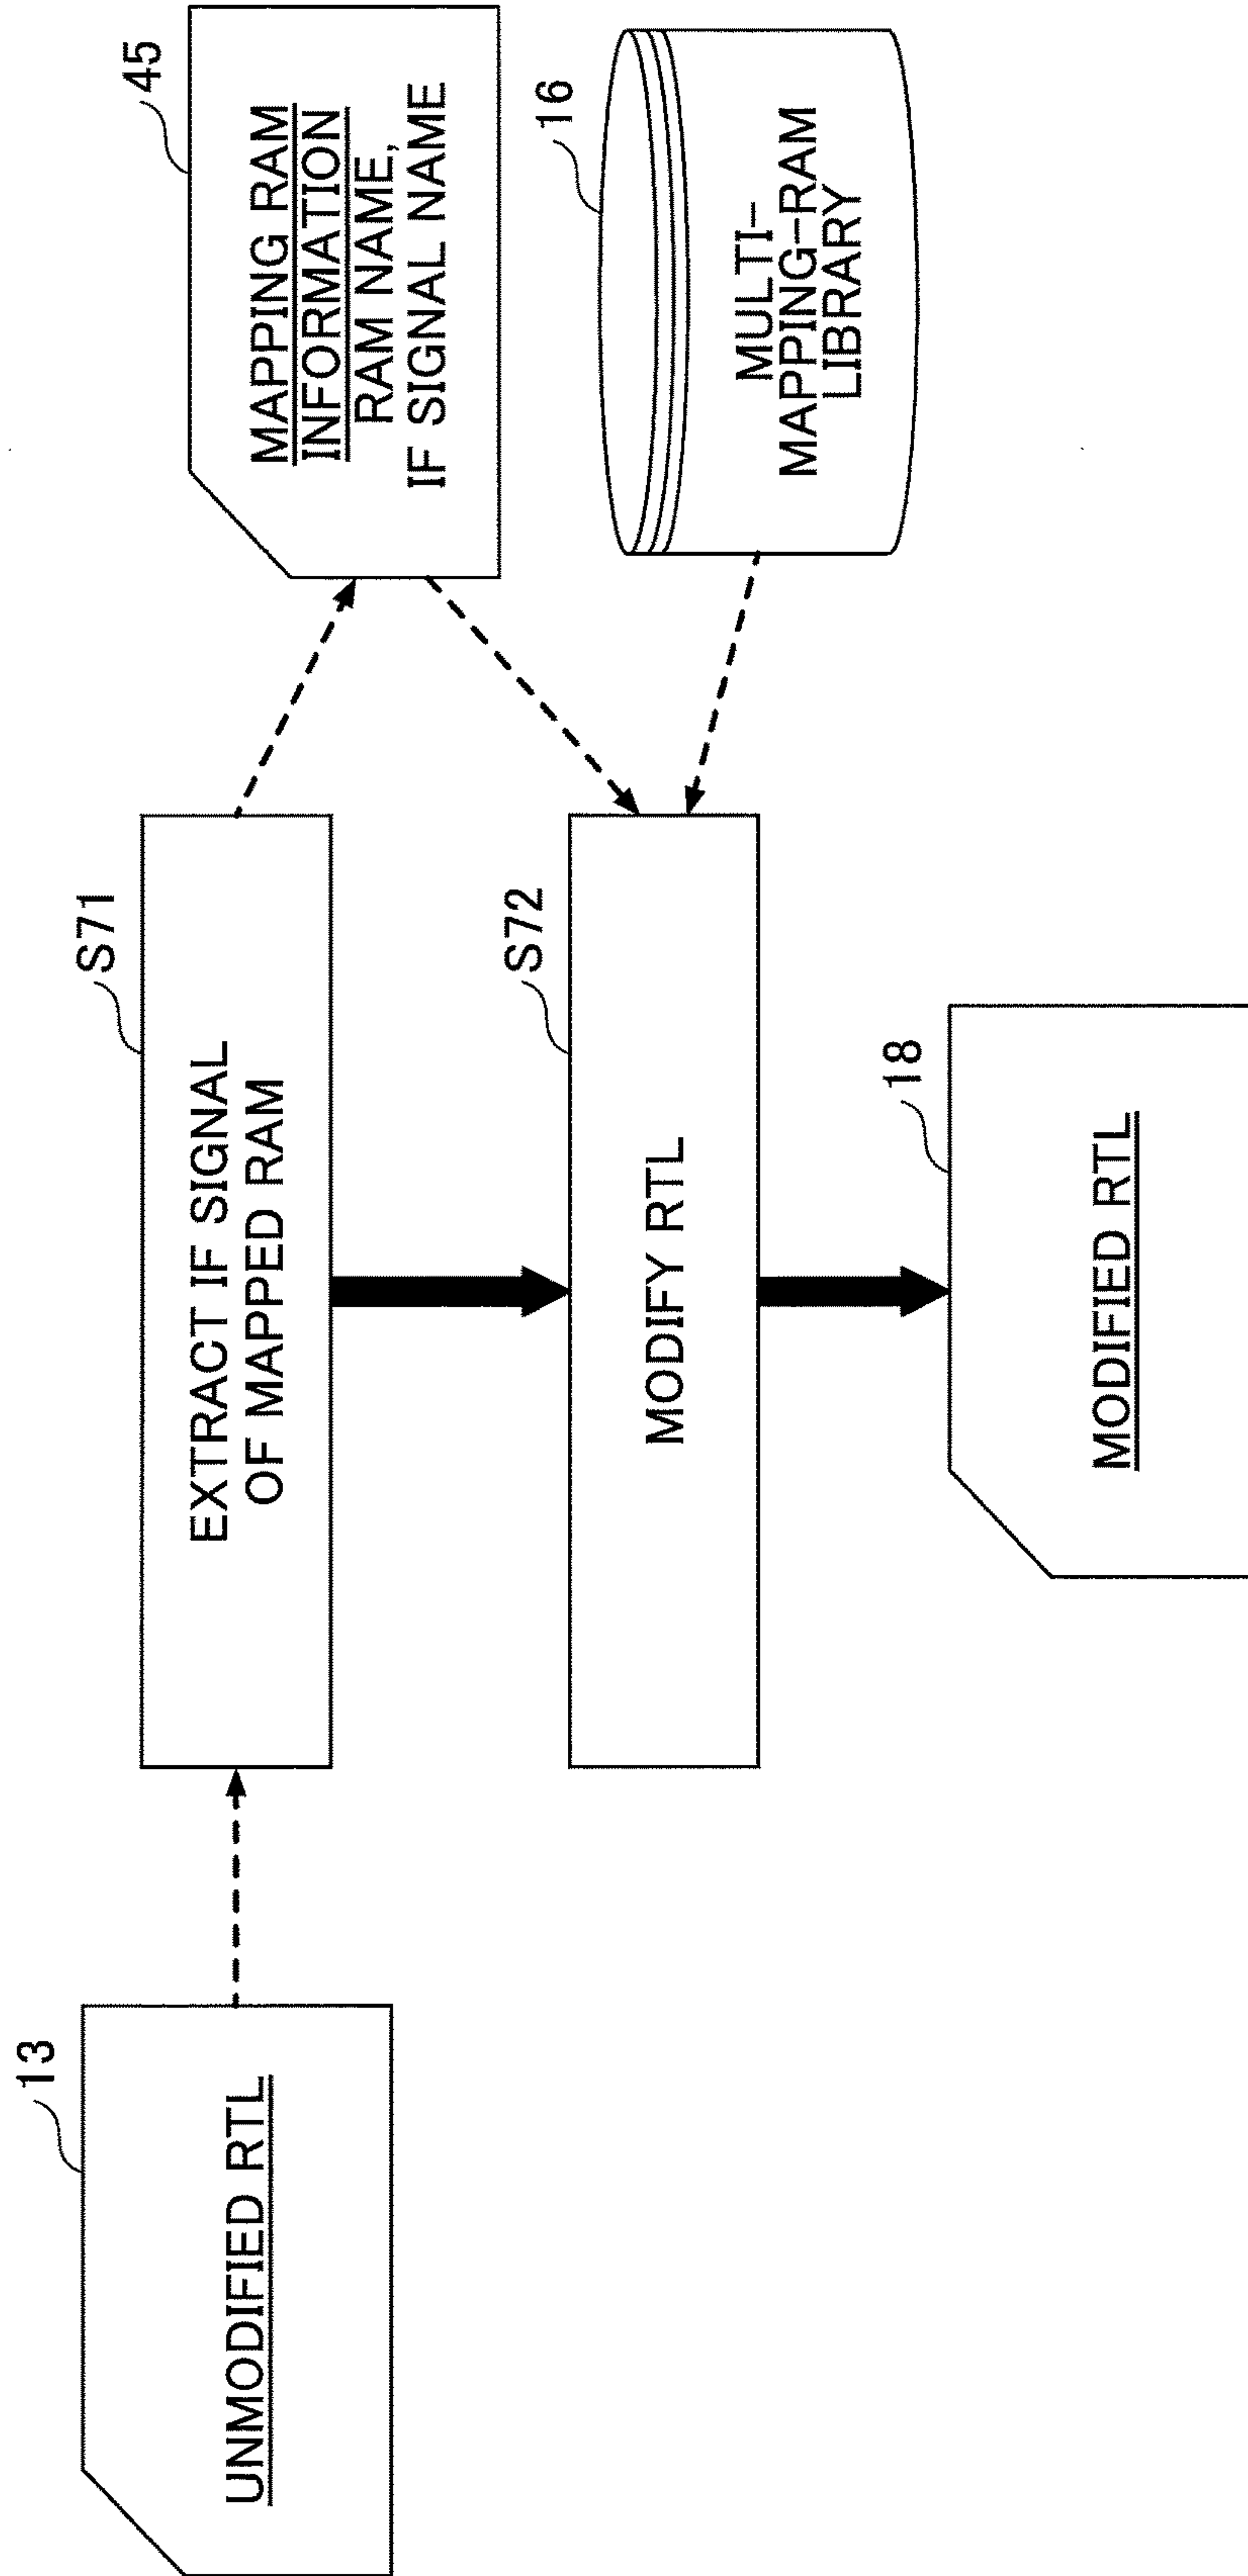 13
UNMODIFIED RTL
S71
EXTRACT IF SIGNAL
OF MAPPED RAM
45
MAPPING RAM
INFORMATION
RAM NAME,
IF SIGNAL NAME
S72
MODIFY RTL
16
MULTI-
MAPPING-RAM
LIBRARY
18
MODIFIED RTL